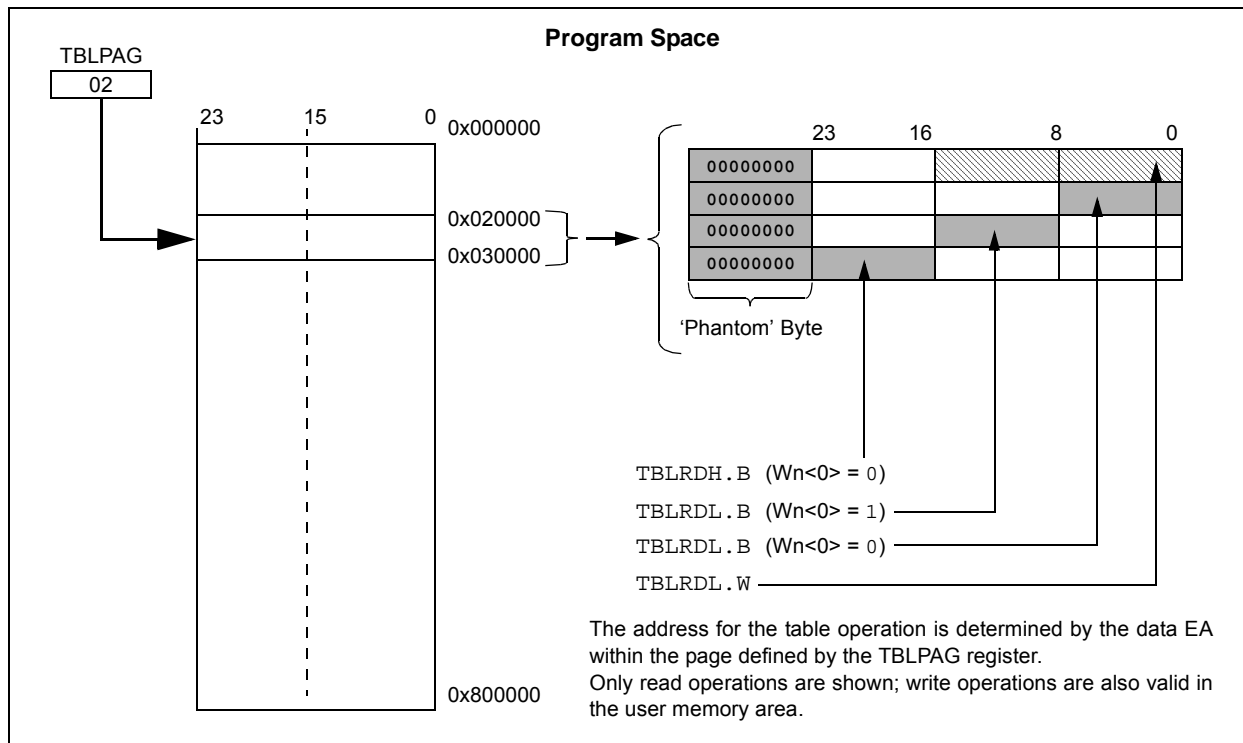 Program Space
TBLPAG
02
23 15 0
0x000000
0x020000
0x030000
0x800000
23 16 8 0
00000000
00000000
00000000
00000000
‘Phantom’ Byte
TBLRDH.B (Wn<0> = 0)
TBLRDL.B (Wn<0> = 1)
TBLRDL.B (Wn<0> = 0)
TBLRDL.W
The address for the table operation is determined by the data EA
within the page defined by the TBLPAG register.
Only read operations are shown; write operations are also valid in
the user memory area.